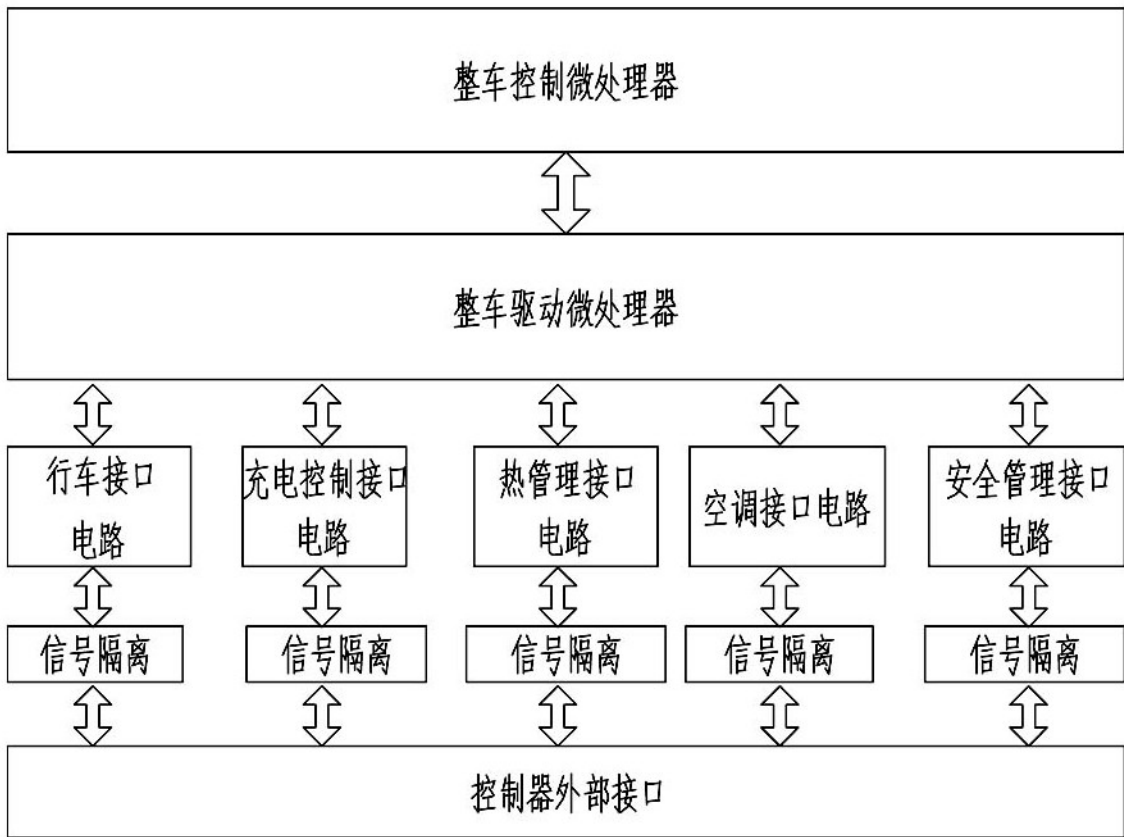 整车控制微处理器
整车驱动微处理器
行车接口
电路
充电控制接口
电路
热管理接口
电路
空调接口电路
安全管理接口
电路
信号隔离
信号隔离
信号隔离
信号隔离
信号隔离
控制器外部接口